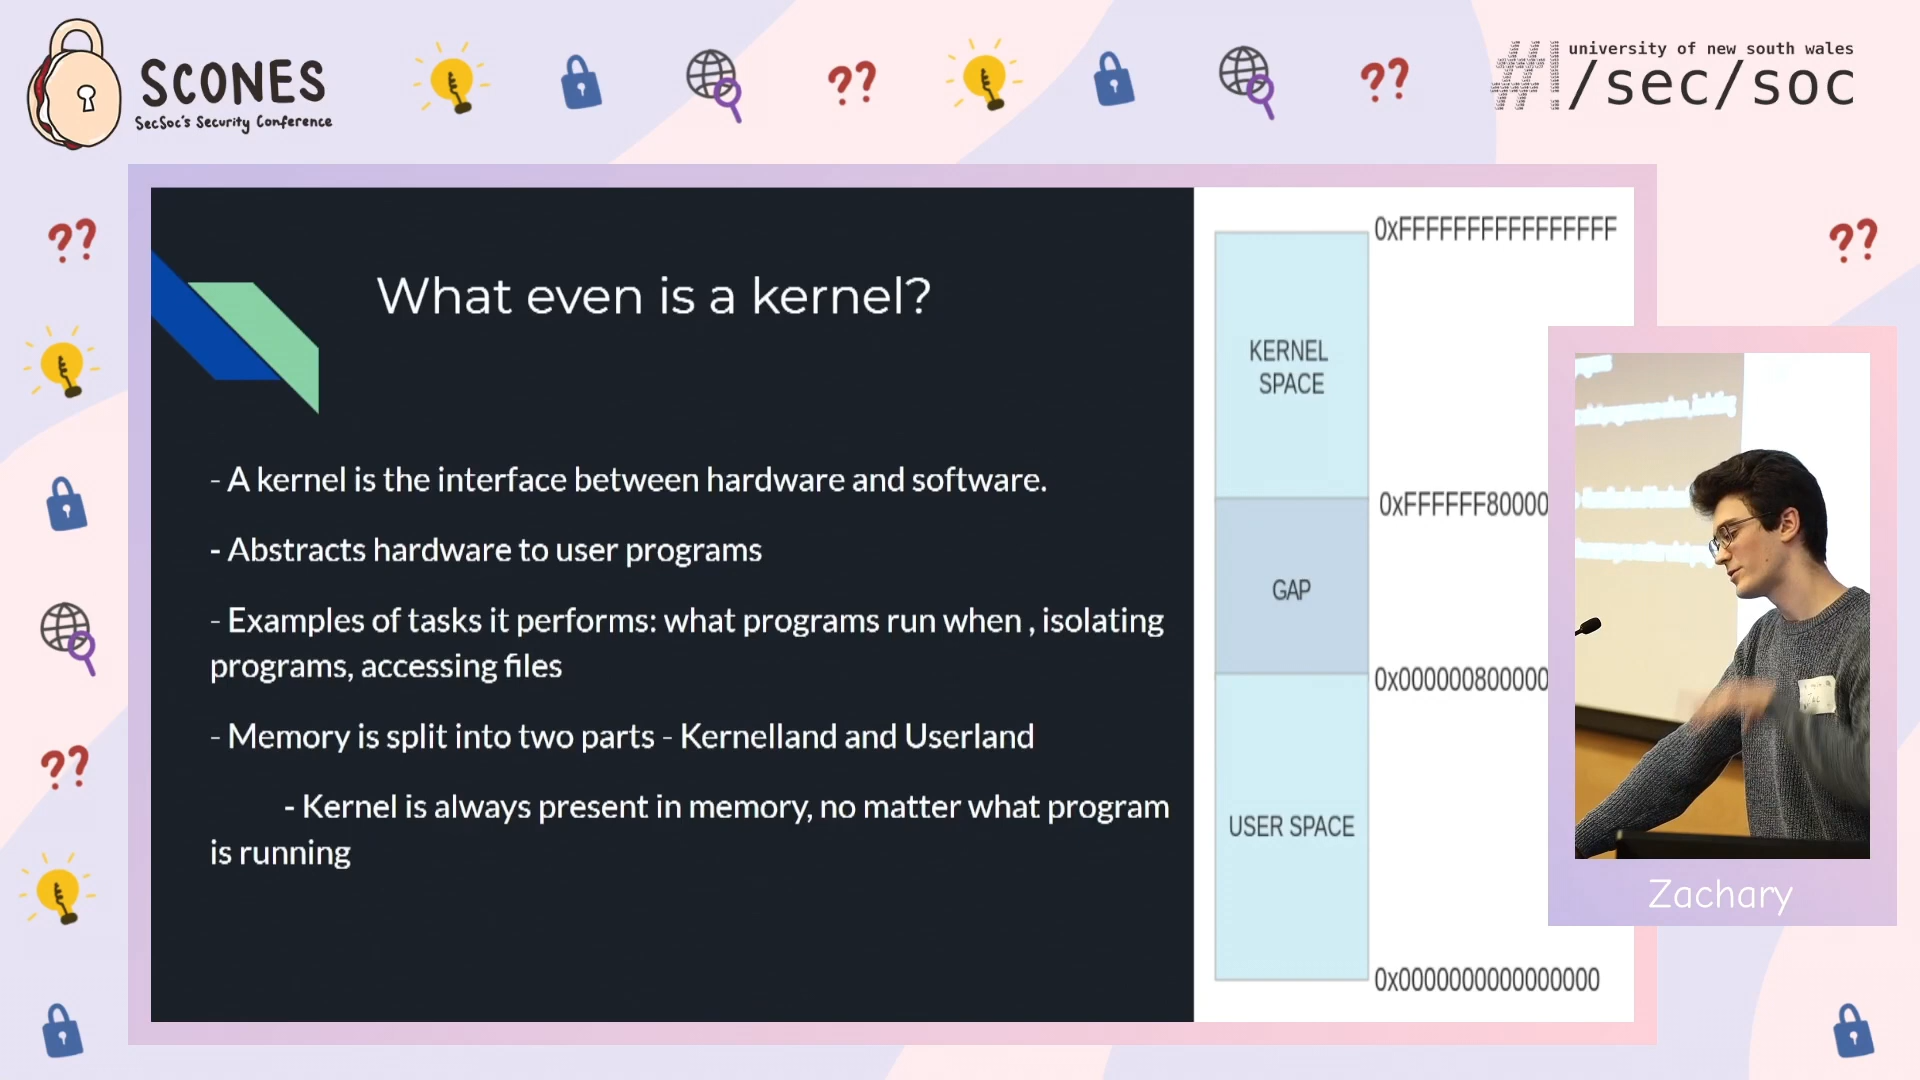 SCONES
SecSoc's Security Conference
?? ??
university of new south wales
/sec/soc
??
??
??
What even is a kernel?
- A kernel is the interface between hardware and software.
- Abstracts hardware to user programs
- Examples of tasks it performs: what programs run when , isolating
programs, accessing files
- Memory is split into two parts - Kernelland and Userland
- Kernel is always present in memory, no matter what program
is running
0xFFFFFFFFFFFFFFFF
KERNEL
SPACE
0xFFFFFF80000
GAP
0x000000800000
USER SPACE
0x0000000000000000
Zachary